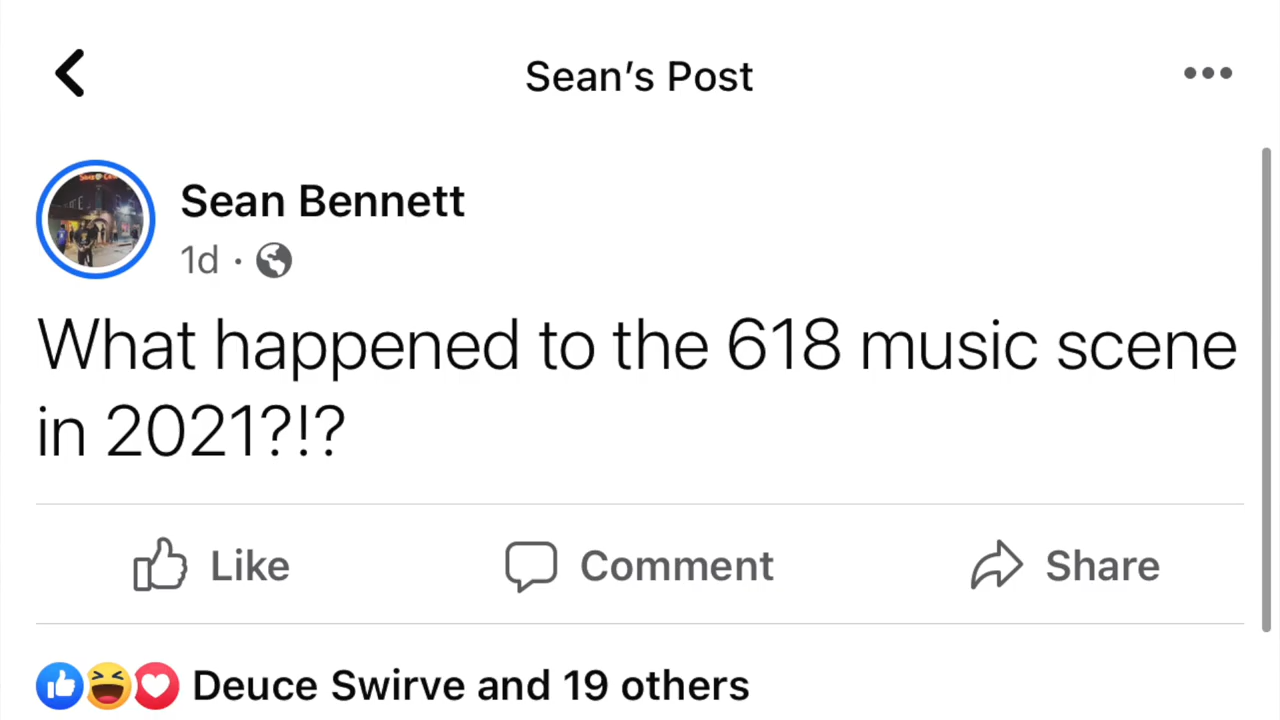 Sean's Post
Sean Bennett
1d ·
What happened to the 618 music scene
in 2021?!?
Like Comment Share
Deuce Swirve and 19 others